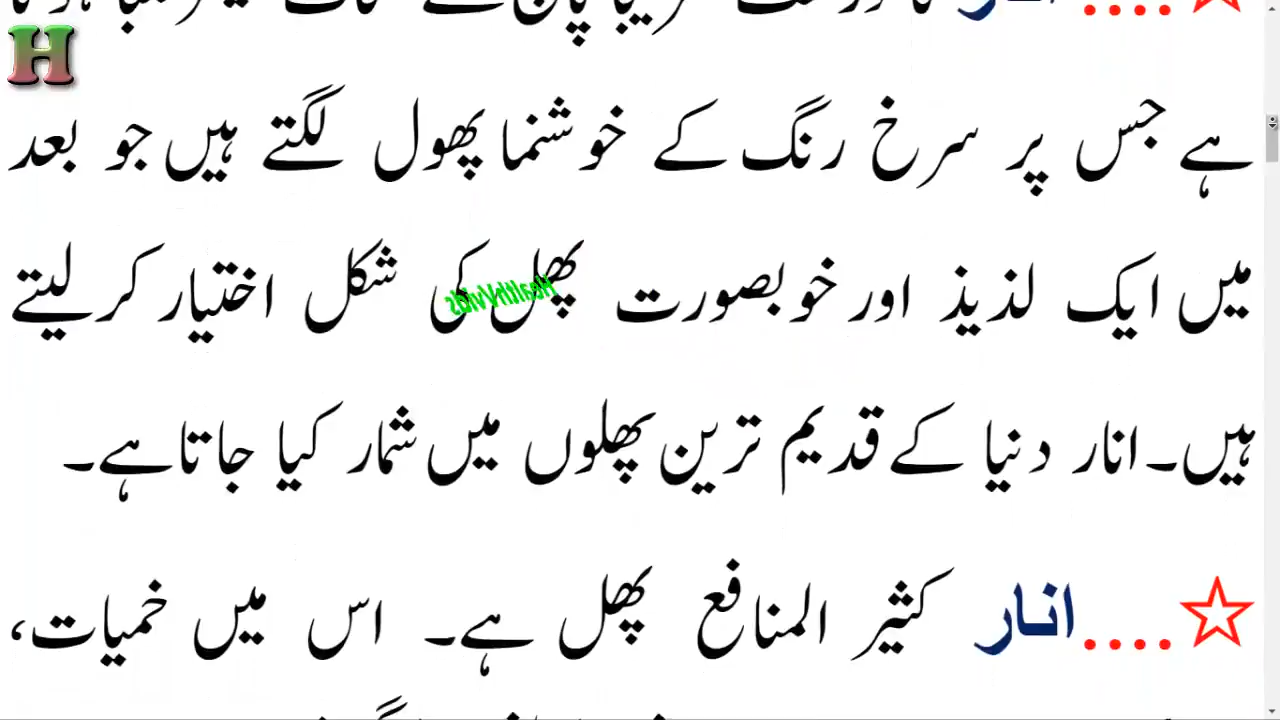 ☆....انار
H
ہے جس پر سرخ رنگ کے خوشنما پھول لگتے ہیں جو بعد
میں ایک لذیذ اور خوبصورت پھل کی شکل اختیار کر لیتے
HealthNvvids
ہیں۔ انار دنیا کے قدیم ترین پھلوں میں شمار کیا جاتا ہے۔
☆....انار کثیر المنافع پھل ہے۔ اس میں خمیات،